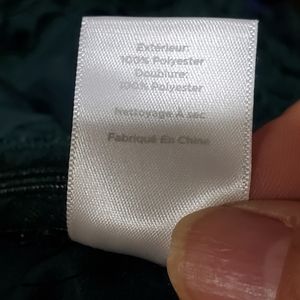 Extérieur:
100% Polyester
Doublure:
100% Polyester
Nettoyage À sec
Fabriqué En Chine